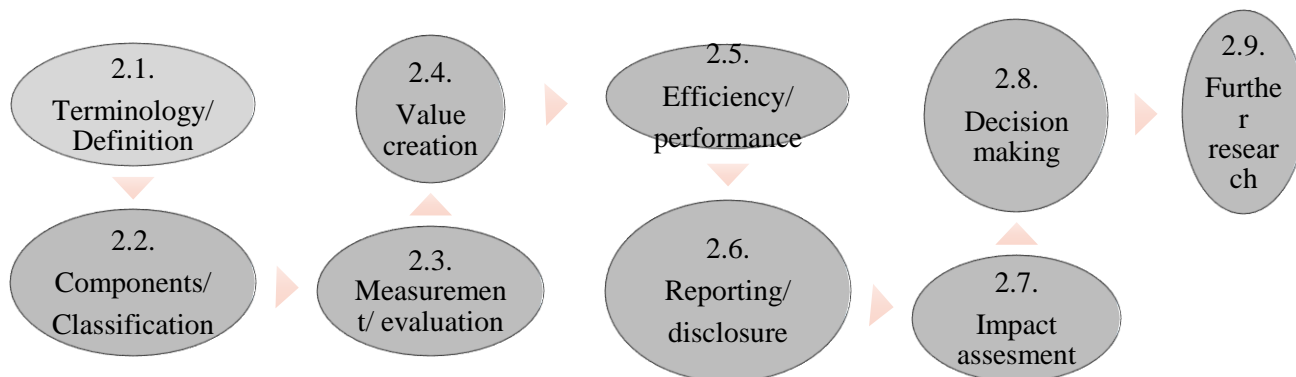 2.1.
Terminology/
Definition
2.2.
Components/
Classification
2.3.
Measuremen
t/ evaluation
2.4.
Value
creation
2.5.
Efficiency/
performance
2.6.
Reporting/
disclosure
2.7.
Impact
assesment
2.8.
Decision
making
2.9.
Furthe
r
resear
ch